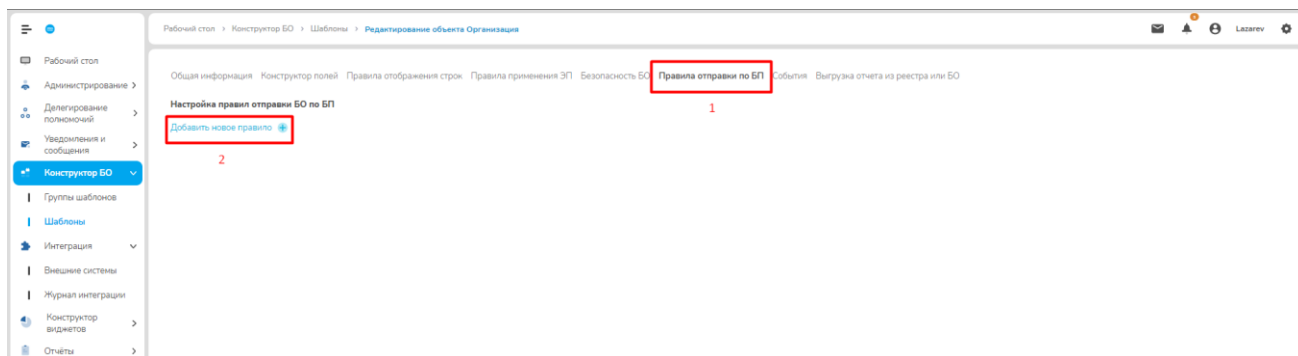 Рабочий стол > Конструктор БО > Шаблоны > Редактирование объекта Организация
Lazarev
Рабочий стол
Администрирование >
Делегирование
полномочий
Уведомления и
сообщения
Конструктор БО
Группы шаблонов
Шаблоны
Интеграция
Внешние системы
Журнал интеграции
Конструктор
виджетов
Отчёты
Общая информация Конструктор полей Правила отображения строк Правила применения ЭП Безопасность БО Правила отправки по БП События Выгрузка отчета из реестра или БО
1
Настройка правил отправки БО по БП
Добавить новое правило
2